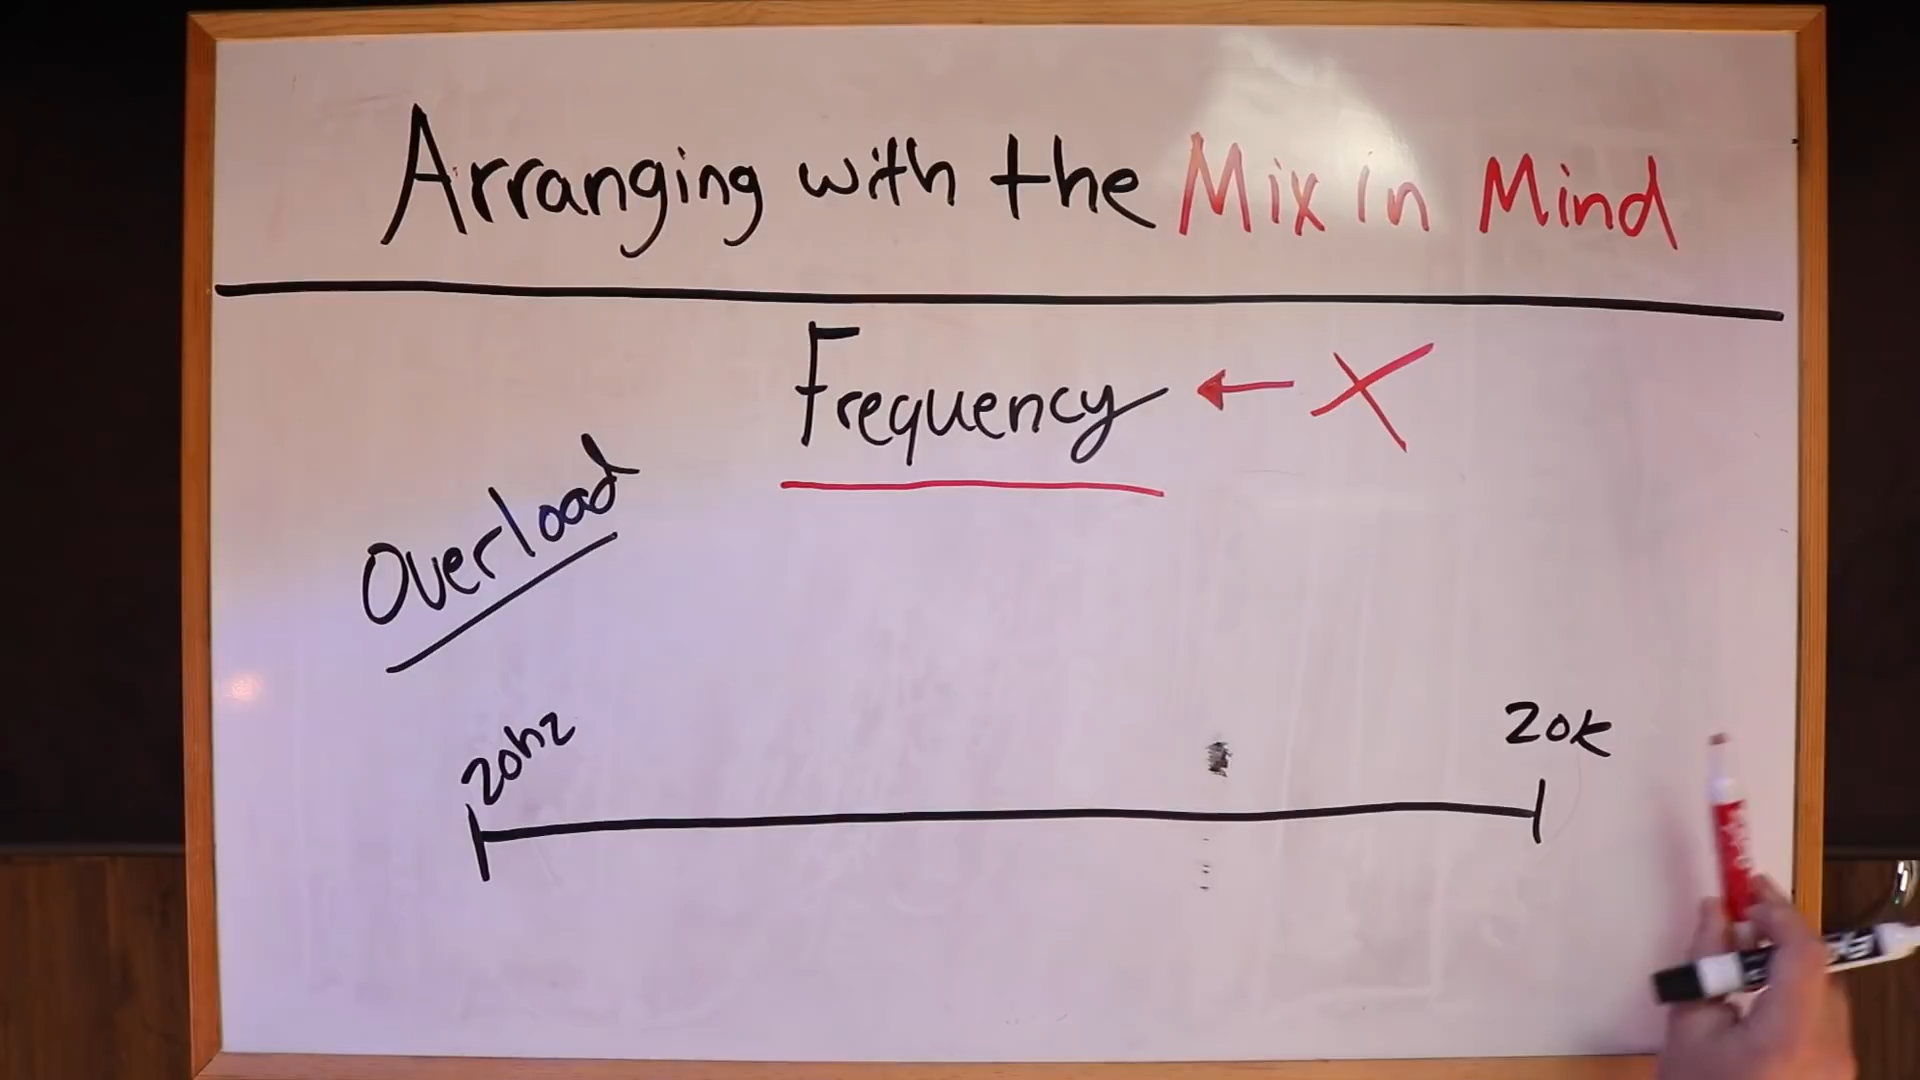 Arranging with the Mix in Mind
Frequency ← X
Overload
20hz
20k